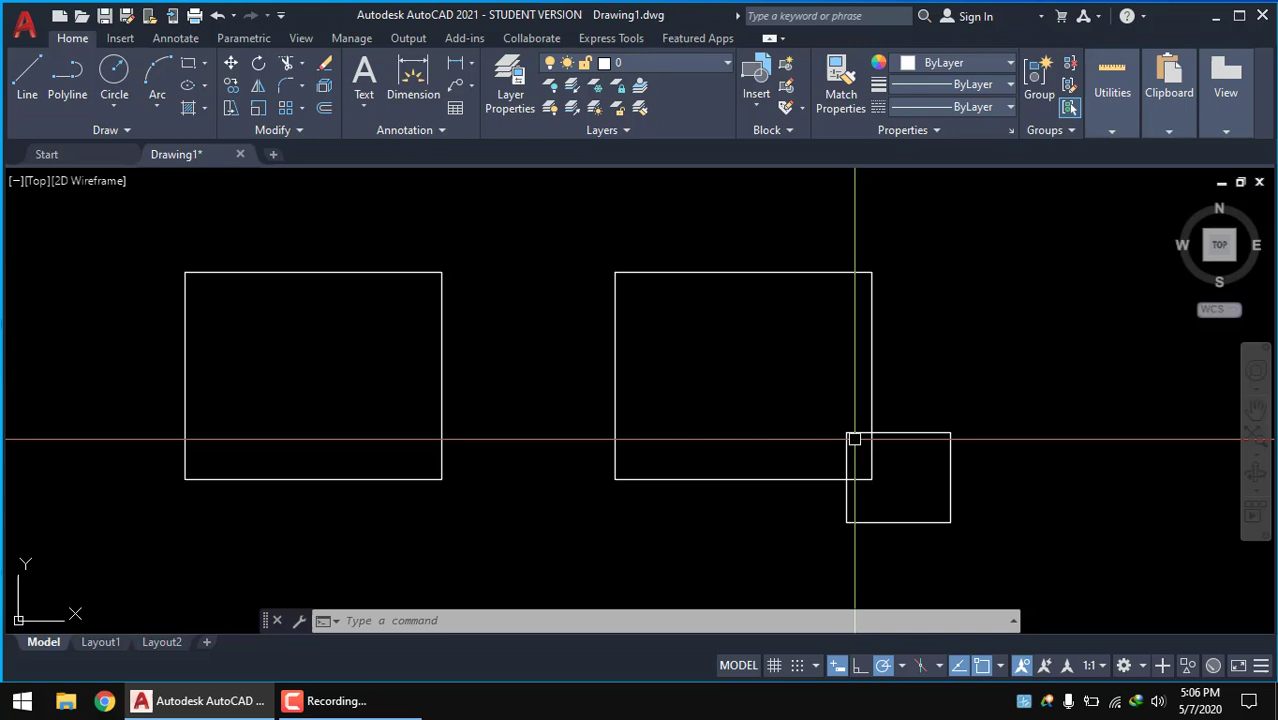 Autodesk AutoCAD 2021 - STUDENT VERSION Drawing1.dwg
Type a keyword or phrase
Sign In
Home Insert Annotate Parametric View Manage Output Add-ins Collaborate Express Tools Featured Apps
Line Polyline Circle Arc
Draw
Modify
Text Dimension
Annotation
Layer Properties
0
Layers
Insert
Block
Match Properties
ByLayer
ByLayer
ByLayer
Properties
Group
Groups
Utilities
Clipboard
View
Start Drawing1*
[−][Top][2D Wireframe]
N
W TOP E
S
WCS
Y
X
Type a command
Model Layout1 Layout2
MODEL 1:1
Autodesk AutoCAD ... Recording...
5:06 PM
5/7/2020